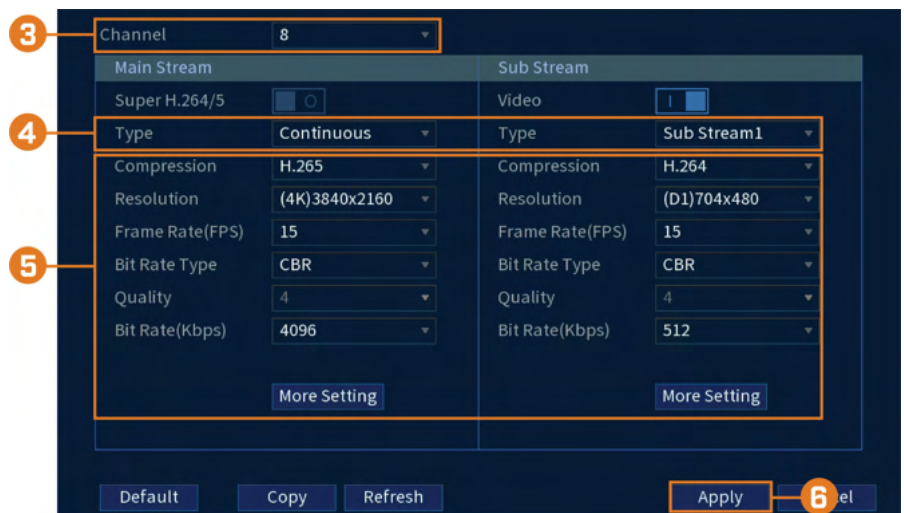 3 Channel 8
Main Stream Sub Stream
Super H.264/5 O Video I
4 Type Continuous Type Sub Stream1
Compression H.265 Compression H.264
Resolution (4K)3840x2160 Resolution (D1)704x480
Frame Rate(FPS) 15 Frame Rate(FPS) 15
5 Bit Rate Type CBR Bit Rate Type CBR
Quality 4 Quality 4
Bit Rate(Kbps) 4096 Bit Rate(Kbps) 512
More Setting More Setting
Default Copy Refresh Apply 6 el